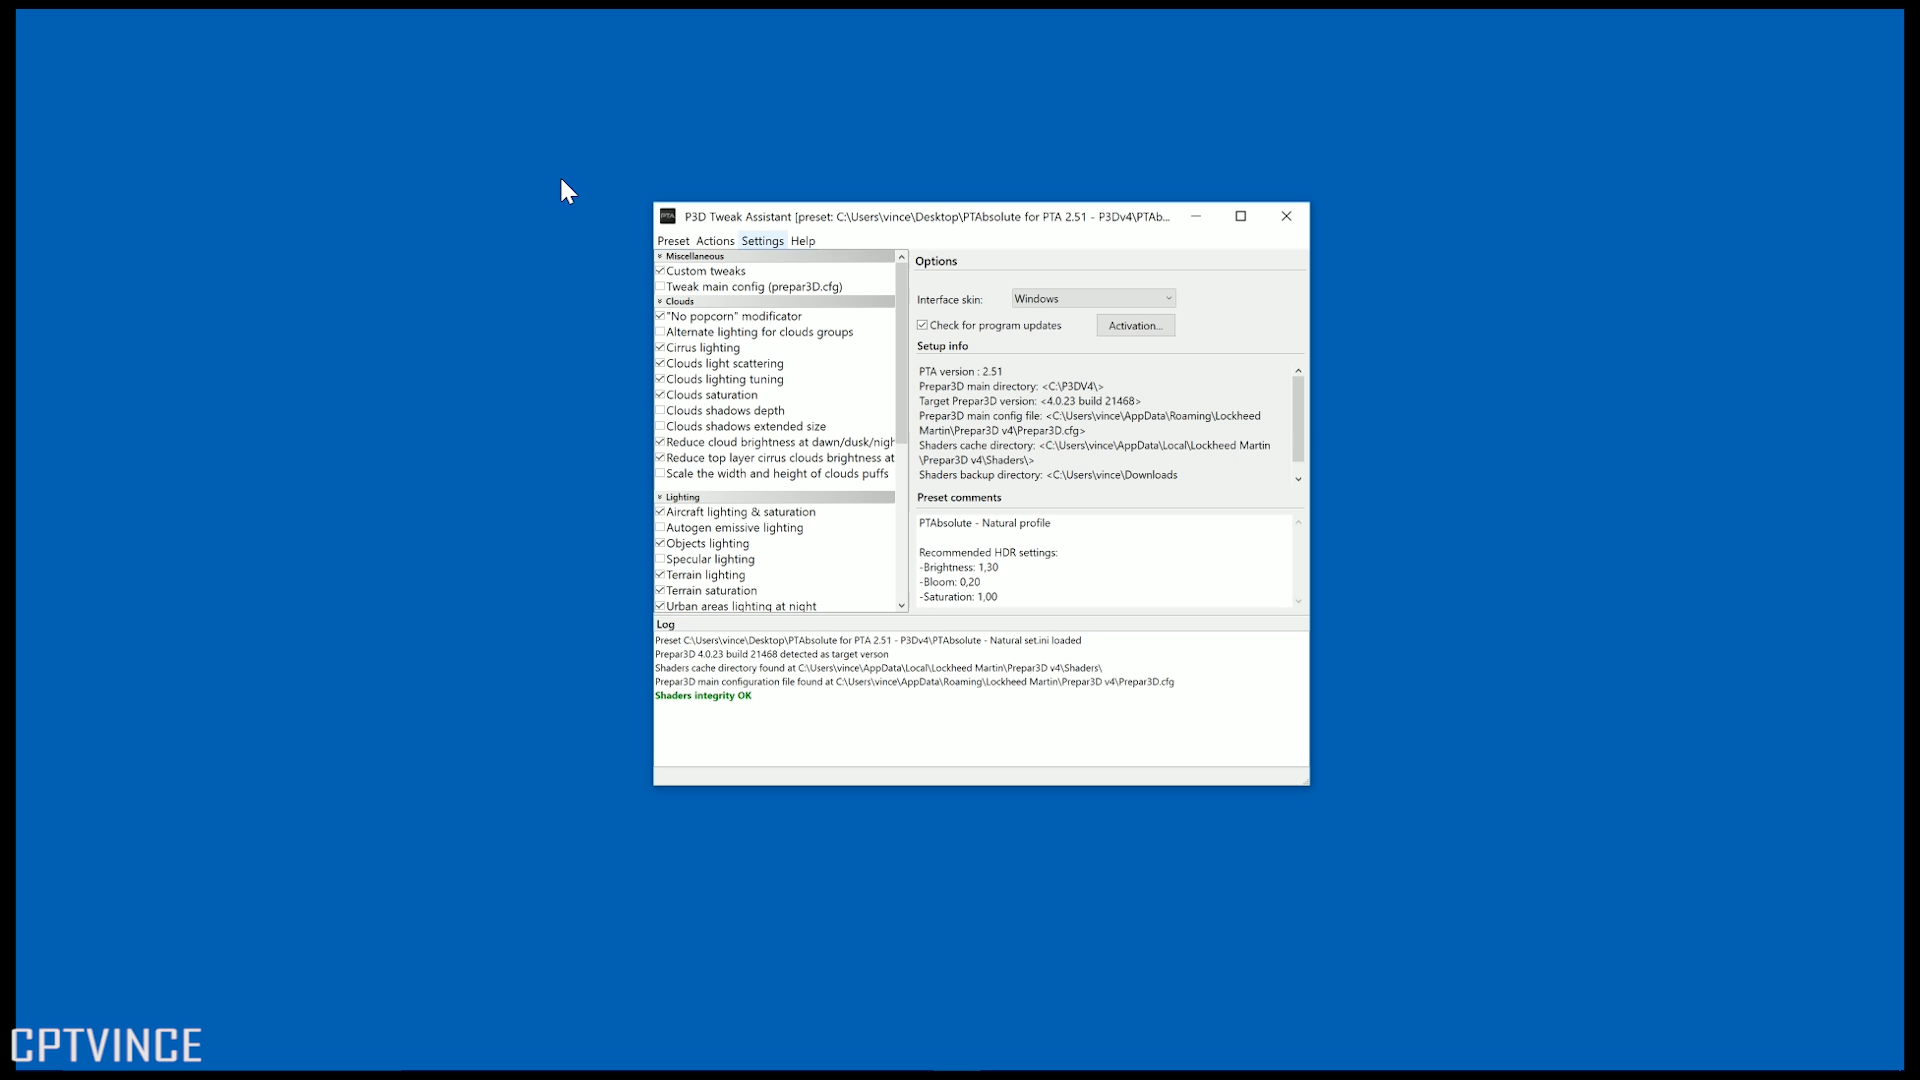 PTA P3D Tweak Assistant [preset: C:\Users\vince\Desktop\PTAbsolute for PTA 2.51 - P3Dv4\PTAb...
Preset Actions Settings Help
Miscellaneous
Custom tweaks
Tweak main config (prepar3D.cfg)
Clouds
"No popcorn" modificator
Alternate lighting for clouds groups
Cirrus lighting
Clouds light scattering
Clouds lighting tuning
Clouds saturation
Clouds shadows depth
Clouds shadows extended size
Reduce cloud brightness at dawn/dusk/nigh
Reduce top layer cirrus clouds brightness at
Scale the width and height of clouds puffs
Lighting
Aircraft lighting & saturation
Autogen emissive lighting
Objects lighting
Specular lighting
Terrain lighting
Terrain saturation
Urban areas lighting at night
Options
Interface skin: Windows
Check for program updates Activation...
Setup info
PTA version : 2.51
Prepar3D main directory: <C:\P3DV4\>
Target Prepar3D version: <4.0.23 build 21468>
Prepar3D main config file: <C:\Users\vince\AppData\Roaming\Lockheed
Martin\Prepar3D v4\Prepar3D.cfg>
Shaders cache directory: <C:\Users\vince\AppData\Local\Lockheed Martin
\Prepar3D v4\Shaders\>
Shaders backup directory: <C:\Users\vince\Downloads
Preset comments
PTAbsolute - Natural profile
Recommended HDR settings:
-Brightness: 1,30
-Bloom: 0,20
-Saturation: 1,00
Log
Preset C:\Users\vince\Desktop\PTAbsolute for PTA 2.51 - P3Dv4\PTAbsolute - Natural set.ini loaded
Prepar3D 4.0.23 build 21468 detected as target verson
Shaders cache directory found at C:\Users\vince\AppData\Local\Lockheed Martin\Prepar3D v4\Shaders\
Prepar3D main configuration file found at C:\Users\vince\AppData\Roaming\Lockheed Martin\Prepar3D v4\Prepar3D.cfg
Shaders integrity OK
CPTVINCE